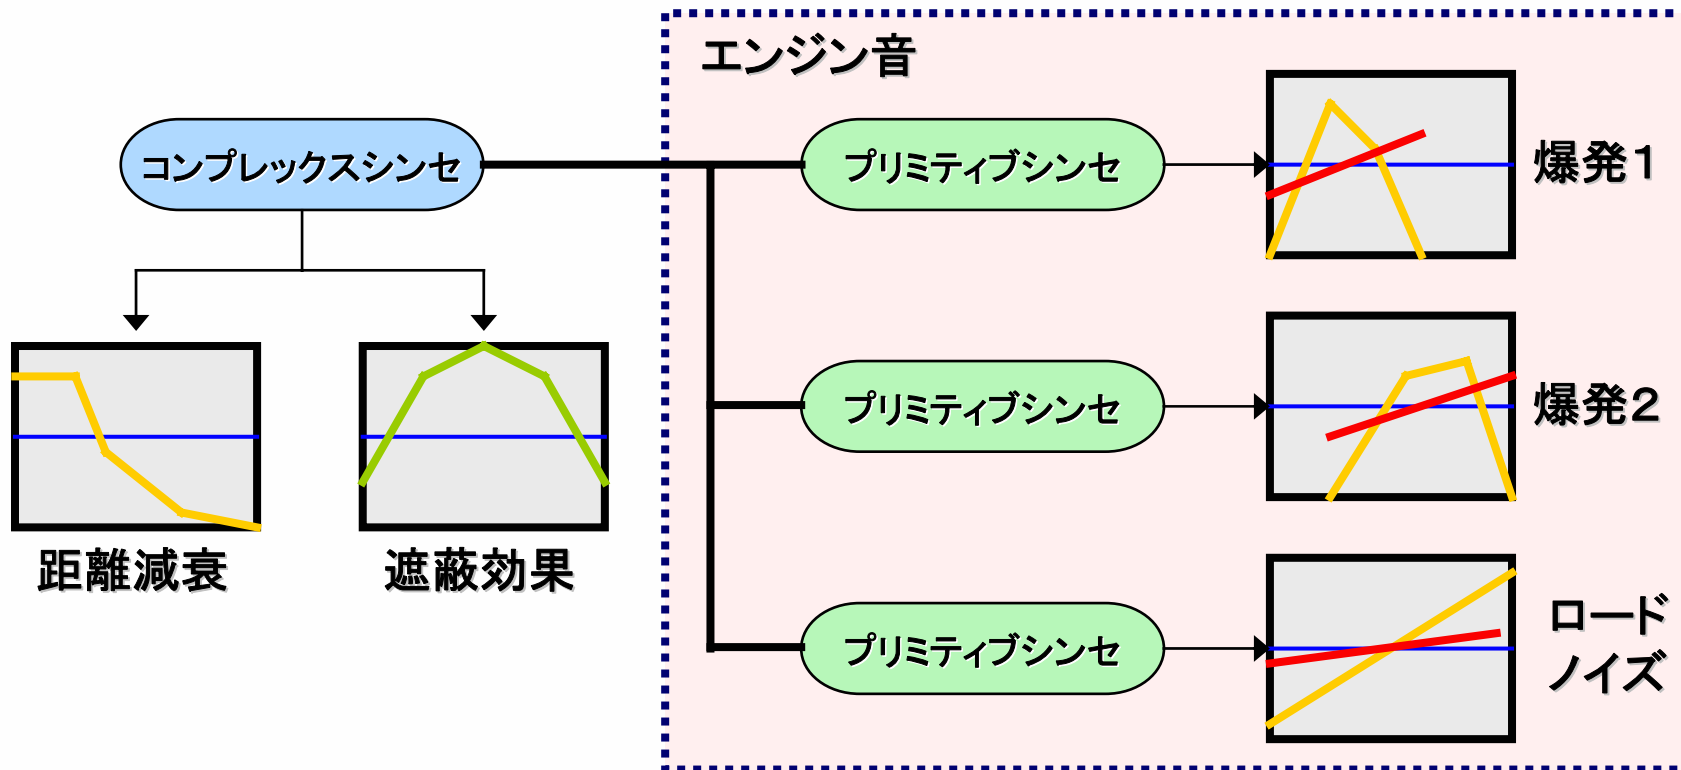 エンジン音
コンプレックスシンセ
プリミティブシンセ
爆発1
プリミティブシンセ
爆発2
距離減衰
遮蔽効果
プリミティブシンセ
ロード
ノイズ